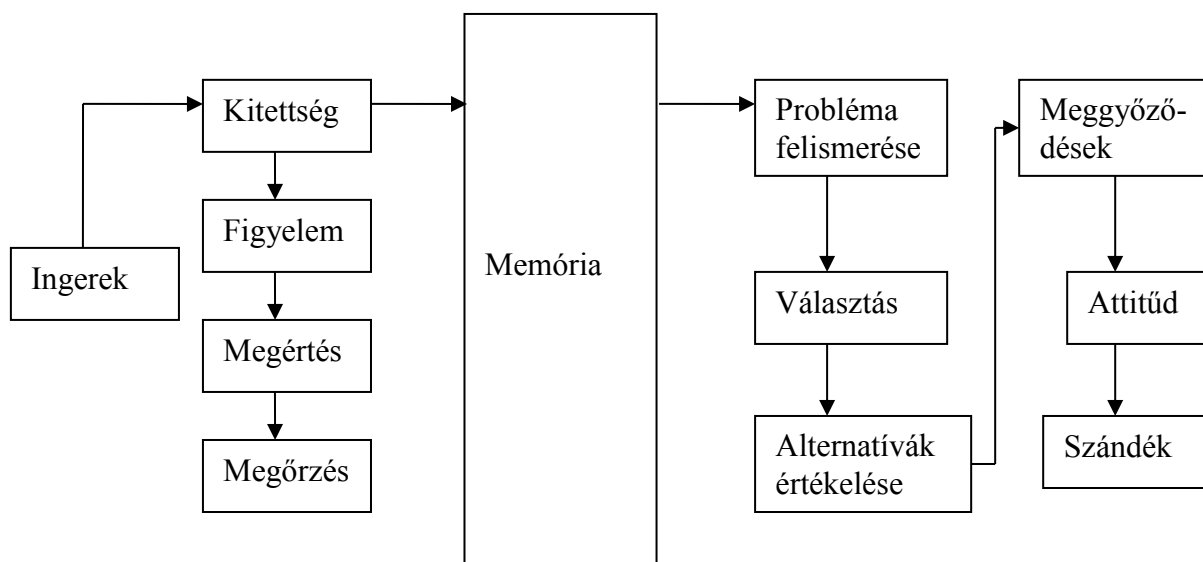 Ingerek
Kitettség
Figyelem
Megértés
Megőrzés
Memória
Probléma
felismerése
Választás
Alternatívák
értékelése
Meggyőző-
dések
Attitűd
Szándék